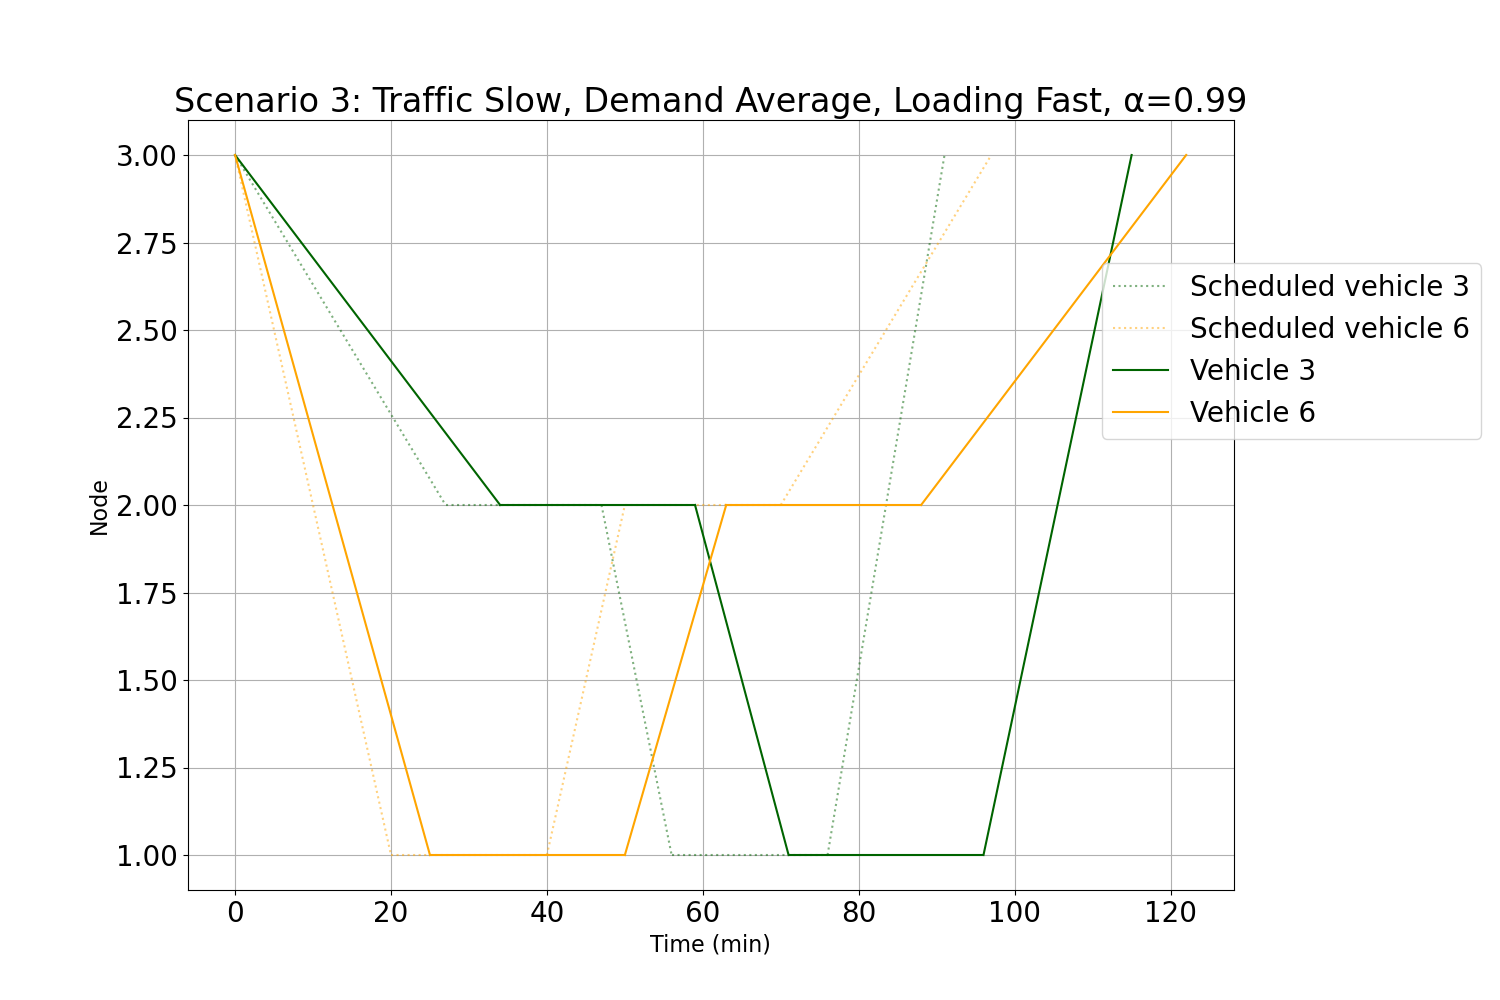 Scenario 3: Traffic Slow, Demand Average, Loading Fast, α=0.99
3.00
2.75
2.50
2.25
2.00
1.75
1.50
1.25
1.00
Node
0 20 40 60 80 100 120
Time (min)
Scheduled vehicle 3
Scheduled vehicle 6
Vehicle 3
Vehicle 6